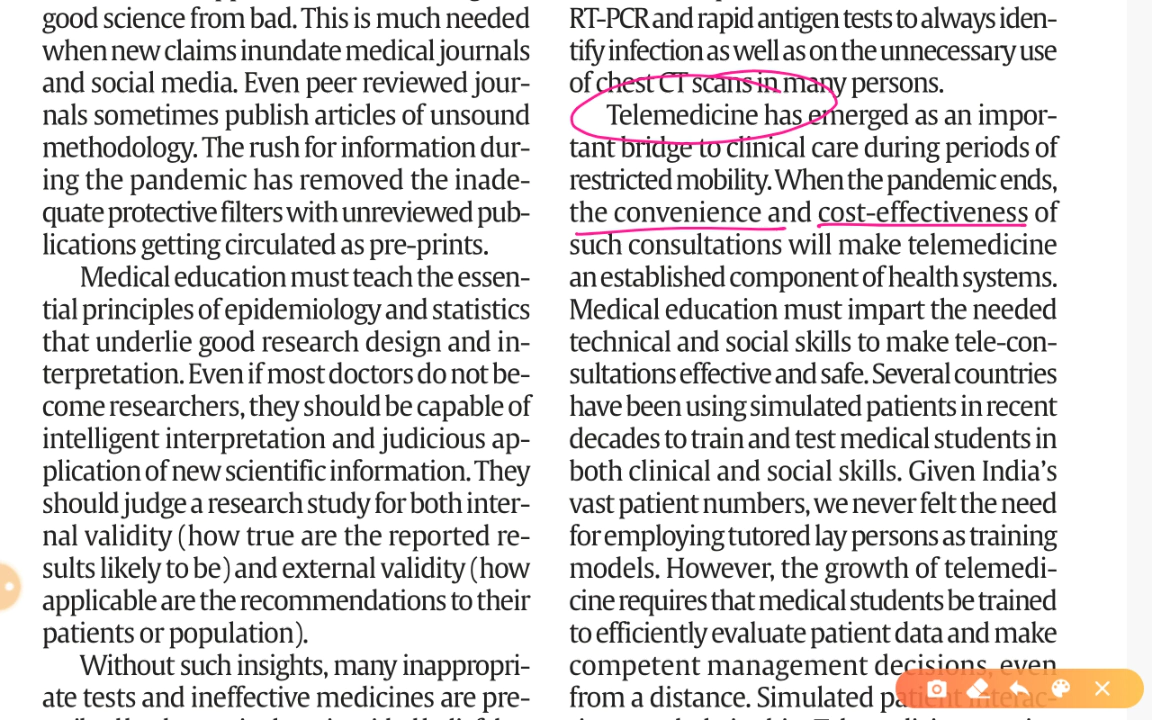 good science from bad. This is much needed
when new claims inundate medical journals
and social media. Even peer reviewed jour-
nals sometimes publish articles of unsound
methodology. The rush for information dur-
ing the pandemic has removed the inade-
quate protective filters with unreviewed pub-
lications getting circulated as pre-prints.
Medical education must teach the essen-
tial principles of epidemiology and statistics
that underlie good research design and in-
terpretation. Even if most doctors do not be-
come researchers, they should be capable of
intelligent interpretation and judicious ap-
plication of new scientific information. They
should judge a research study for both inter-
nal validity (how true are the reported re-
sults likely to be) and external validity (how
applicable are the recommendations to their
patients or population).
Without such insights, many inappropri-
ate tests and ineffective medicines are pre-
RT-PCR and rapid antigen tests to always iden-
tify infection as well as on the unnecessary use
of chest CT scans in many persons.
Telemedicine has emerged as an impor-
tant bridge to clinical care during periods of
restricted mobility. When the pandemic ends,
the convenience and cost-effectiveness of
such consultations will make telemedicine
an established component of health systems.
Medical education must impart the needed
technical and social skills to make tele-con-
sultations effective and safe. Several countries
have been using simulated patients in recent
decades to train and test medical students in
both clinical and social skills. Given India's
vast patient numbers, we never felt the need
for employing tutored lay persons as training
models. However, the growth of telemedi-
cine requires that medical students be trained
to efficiently evaluate patient data and make
competent management decisions, even
from a distance. Simulated patient interac-